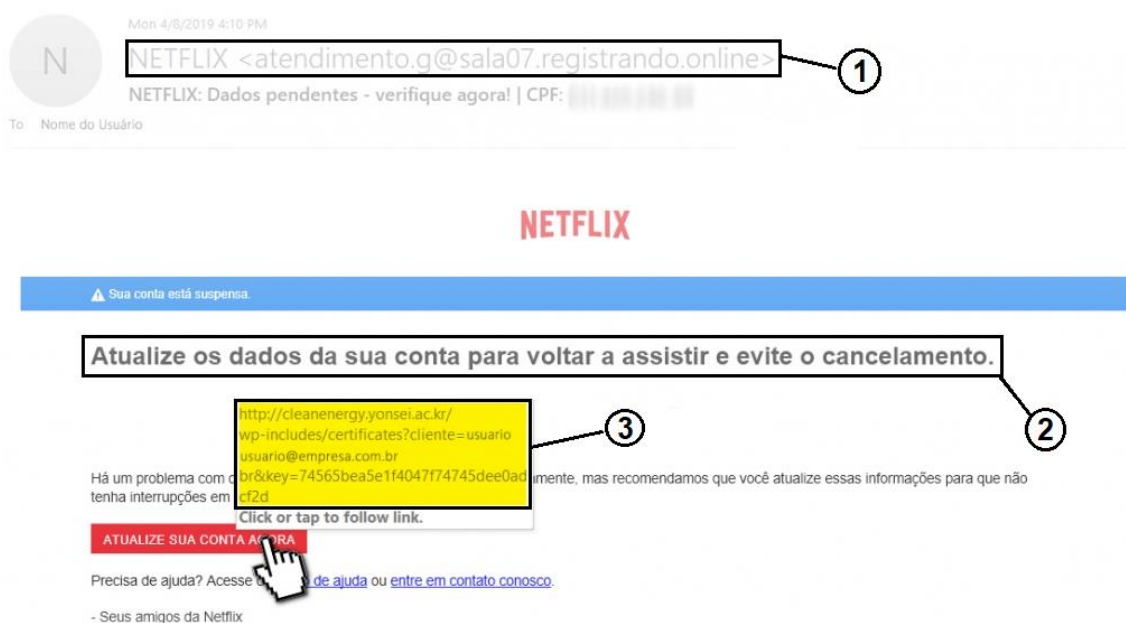 Mon 4/8/2019 4:10 PM
N
NETFLIX <atendimento.g@sala07.registrando.online>
1
NETFLIX: Dados pendentes - verifique agora! | CPF:
To Nome do Usuário
NETFLIX
Sua conta está suspensa.
Atualize os dados da sua conta para voltar a assistir e evite o cancelamento.
2
http://cleanenergy.yonsei.ac.kr/
wp-includes/certificates?cliente=usuario
usuario@empresa.com.br
br&key=74565bea5e1f4047f74745dee0ad
cf2d
Click or tap to follow link.
3
Há um problema com mente, mas recomendamos que você atualize essas informações para que não
tenha interrupções em
ATUALIZE SUA CONTA AGORA
Precisa de ajuda? Acesse de ajuda ou entre em contato conosco.
- Seus amigos da Netflix